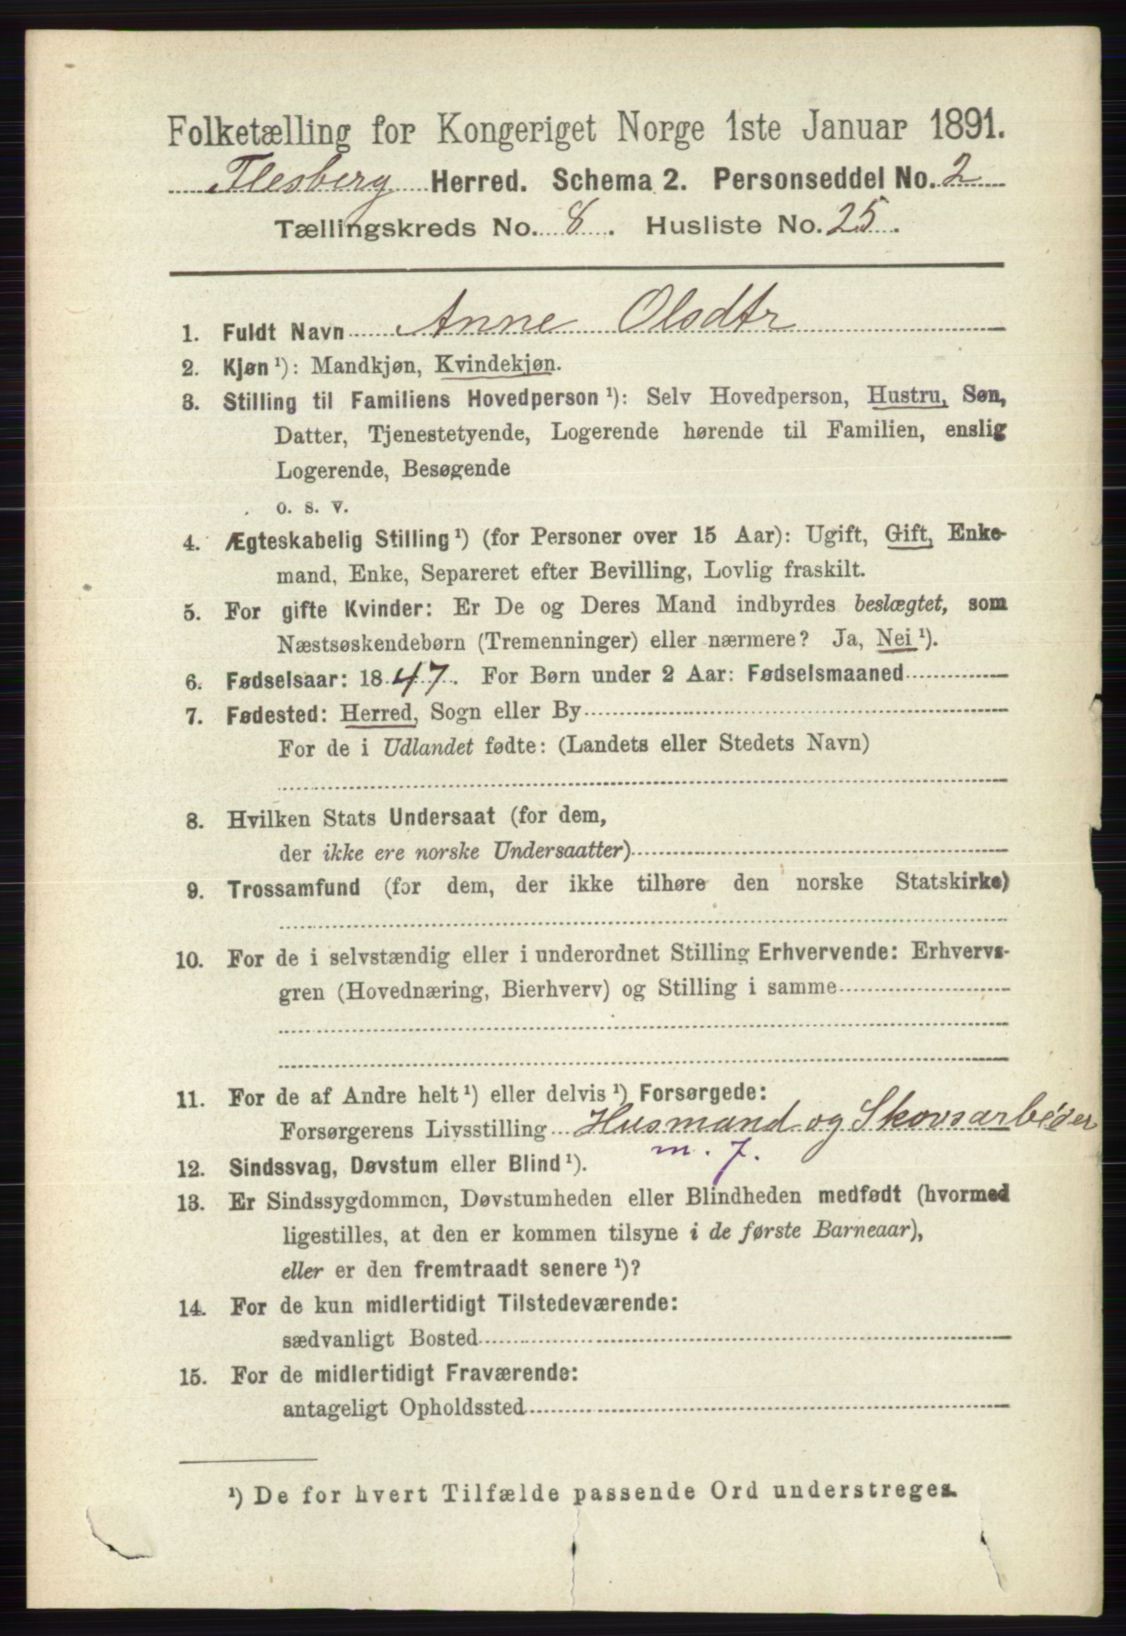 Folketælling for Kongeriget Norge 1ste Januar 1891.
Flesberg Herred. Schema 2. Personseddel No. 2
Tællingskreds No. 8. Husliste No. 25.
1. Fuldt Navn Anne Olsdtr
2. Kjøn ¹): Mandkjøn, Kvindekjøn.
3. Stilling til Familiens Hovedperson ¹): Selv Hovedperson, Hustru, Søn,
Datter, Tjenestetyende, Logerende hørende til Familien, enslig
Logerende, Besøgende
o. s. v.
4. Ægteskabelig Stilling ¹) (for Personer over 15 Aar): Ugift, Gift, Enke-
mand, Enke, Separeret efter Bevilling, Lovlig fraskilt.
5. For gifte Kvinder: Er De og Deres Mand indbyrdes beslægtet, som
Næstsøskendebørn (Tremenninger) eller nærmere? Ja, Nei ¹).
6. Fødselsaar: 1847. For Børn under 2 Aar: Fødselsmaaned
7. Fødested: Herred, Sogn eller By
For de i Udlandet fødte: (Landets eller Stedets Navn)
8. Hvilken Stats Undersaat (for dem,
der ikke ere norske Undersaatter)
9. Trossamfund (for dem, der ikke tilhøre den norske Statskirke)
10. For de i selvstændig eller i underordnet Stilling Erhvervende: Erhvervs-
gren (Hovednæring, Bierhverv) og Stilling i samme
11. For de af Andre helt ¹) eller delvis ¹) Forsørgede:
Forsørgerens Livsstilling Husmand og Skovsarbeider
m. 7.
12. Sindssvag, Døvstum eller Blind ¹).
13. Er Sindssygdommen, Døvstumheden eller Blindheden medfødt (hvormed
ligestilles, at den er kommen tilsyne i de første Barneaar),
eller er den fremtraadt senere ¹)?
14. For de kun midlertidigt Tilstedeværende:
sædvanligt Bosted
15. For de midlertidigt Fraværende:
antageligt Opholdssted
¹) De for hvert Tilfælde passende Ord understreges.